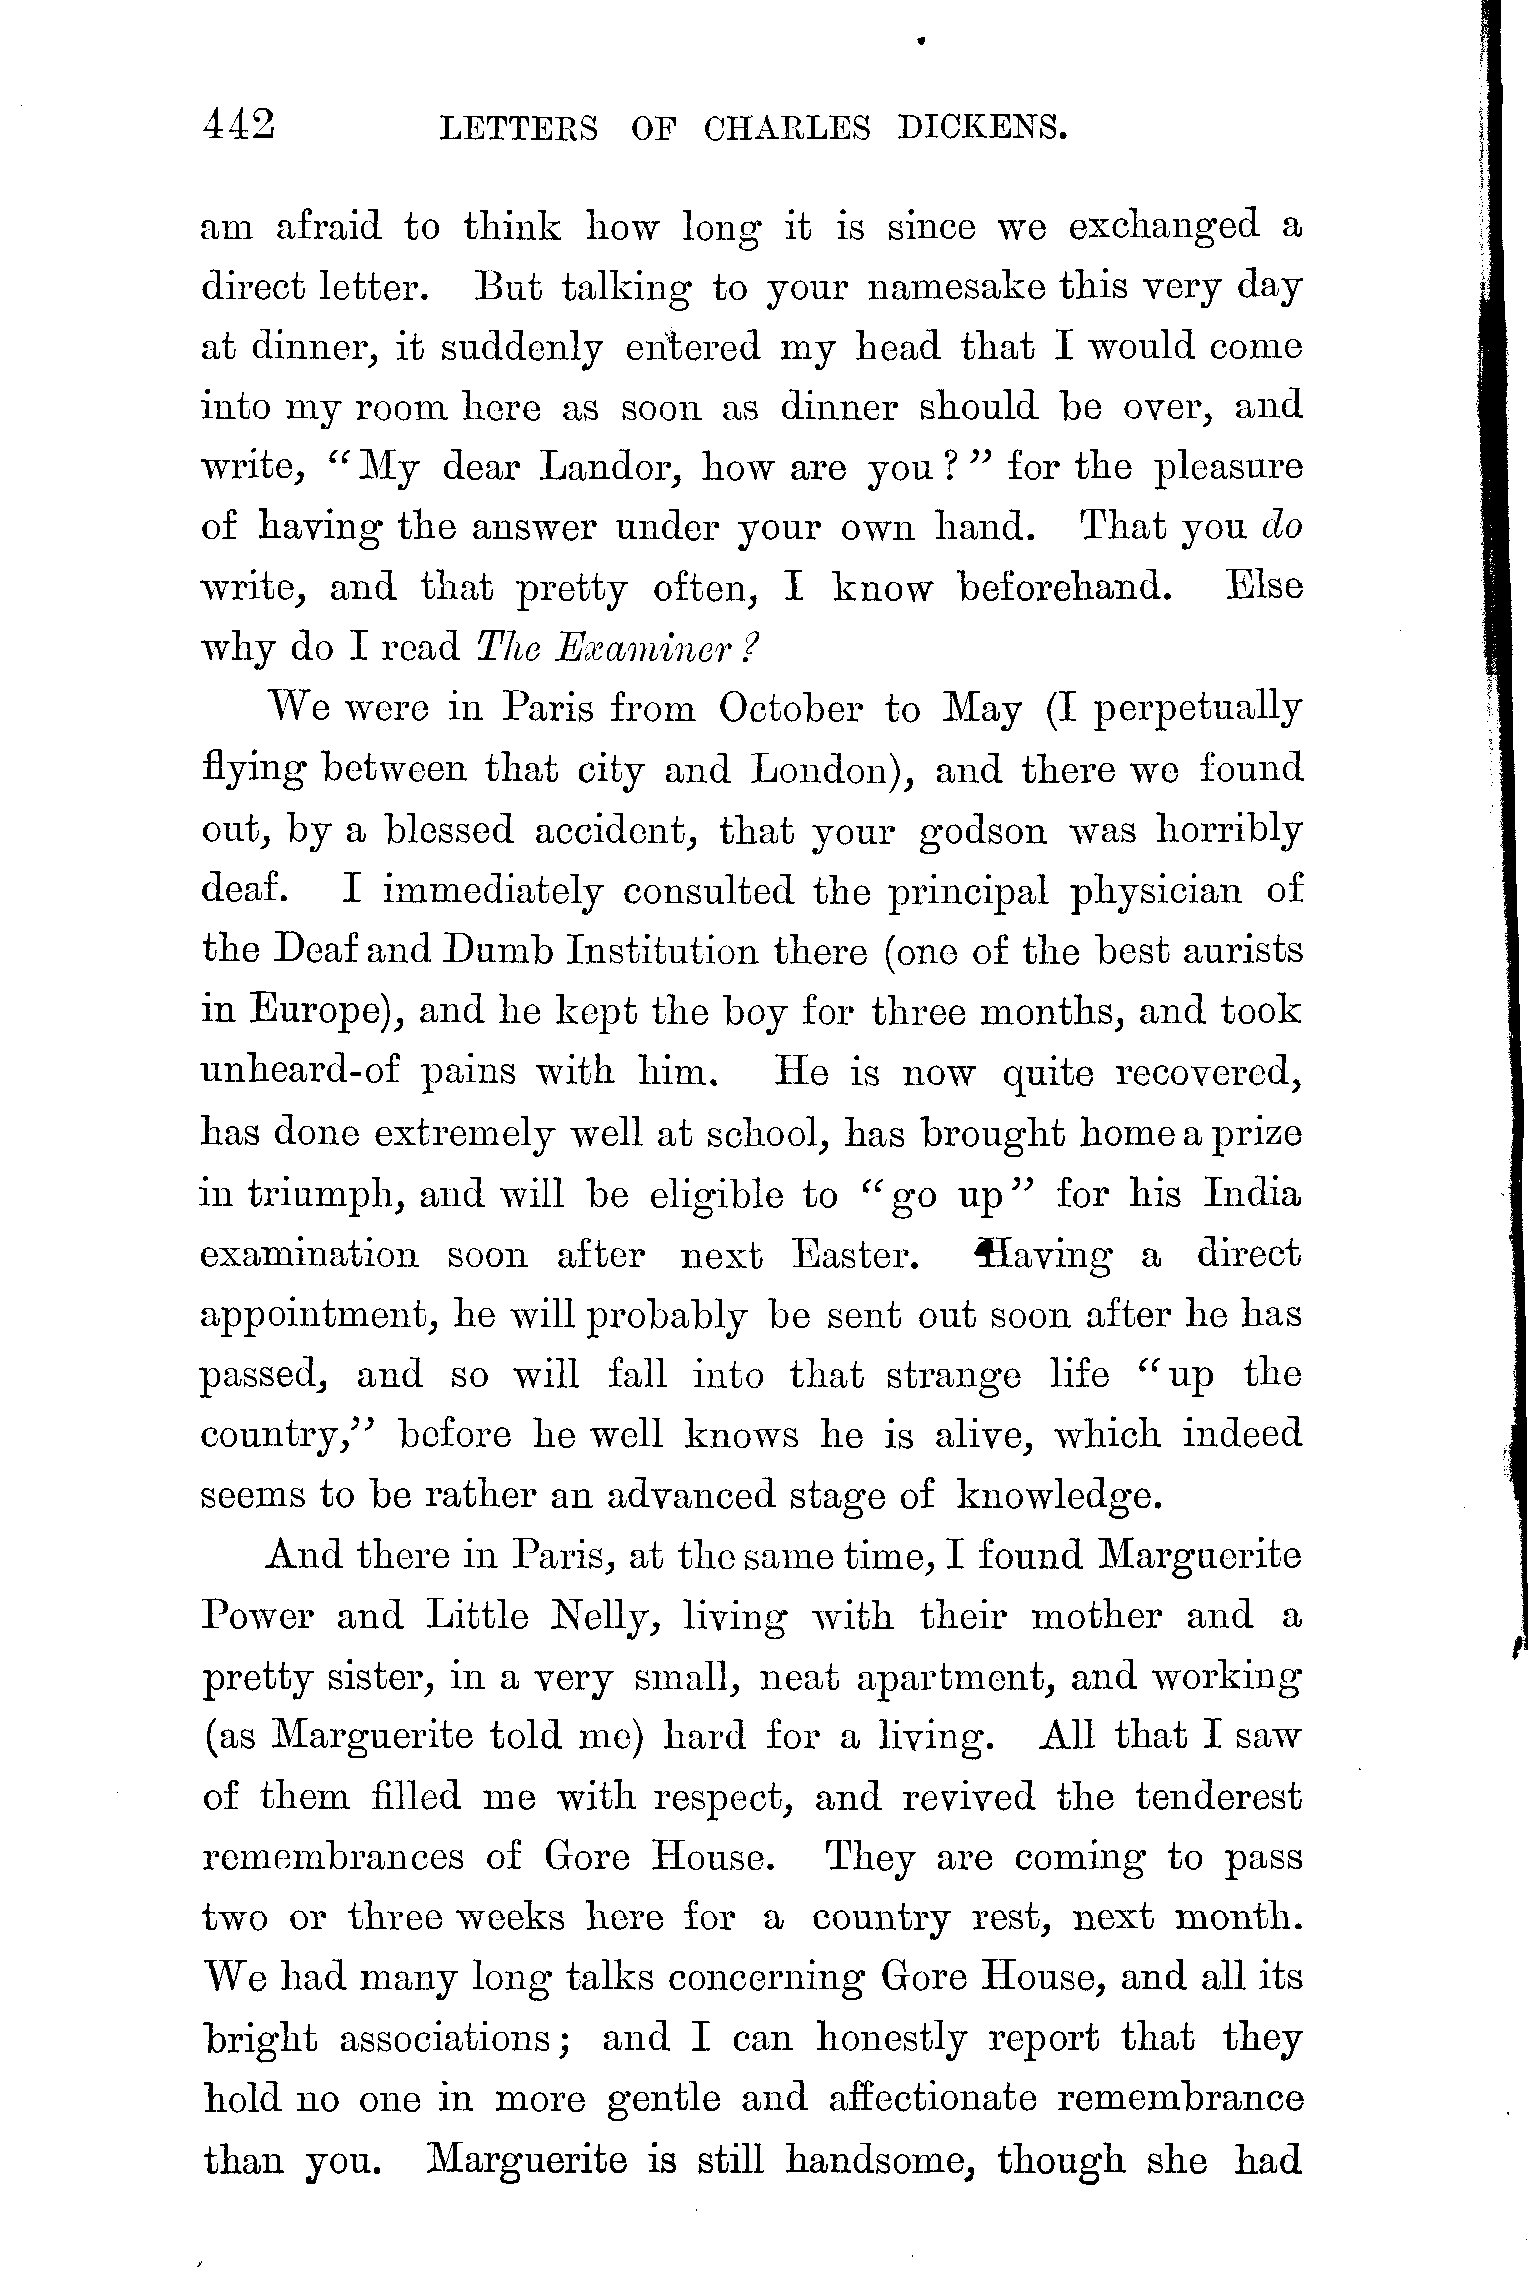 442 LETTERS OF CHARLES DICKENS.
am afraid to think how long it is since we exchanged a
direct letter. But talking to your namesake this very day
at dinner, it suddenly entered my head that I would come
into my room here as soon as dinner should be over, and
write, “My dear Landor, how are you?” for the pleasure
of having the answer under your own hand. That you do
write, and that pretty often, I know beforehand. Else
why do I read The Examiner?
We were in Paris from October to May (I perpetually
flying between that city and London), and there we found
out, by a blessed accident, that your godson was horribly
deaf. I immediately consulted the principal physician of
the Deaf and Dumb Institution there (one of the best aurists
in Europe), and he kept the boy for three months, and took
unheard-of pains with him. He is now quite recovered,
has done extremely well at school, has brought home a prize
in triumph, and will be eligible to “go up” for his India
examination soon after next Easter. Having a direct
appointment, he will probably be sent out soon after he has
passed, and so will fall into that strange life “up the
country,” before he well knows he is alive, which indeed
seems to be rather an advanced stage of knowledge.
And there in Paris, at the same time, I found Marguerite
Power and Little Nelly, living with their mother and a
pretty sister, in a very small, neat apartment, and working
(as Marguerite told me) hard for a living. All that I saw
of them filled me with respect, and revived the tenderest
remembrances of Gore House. They are coming to pass
two or three weeks here for a country rest, next month.
We had many long talks concerning Gore House, and all its
bright associations; and I can honestly report that they
hold no one in more gentle and affectionate remembrance
than you. Marguerite is still handsome, though she had